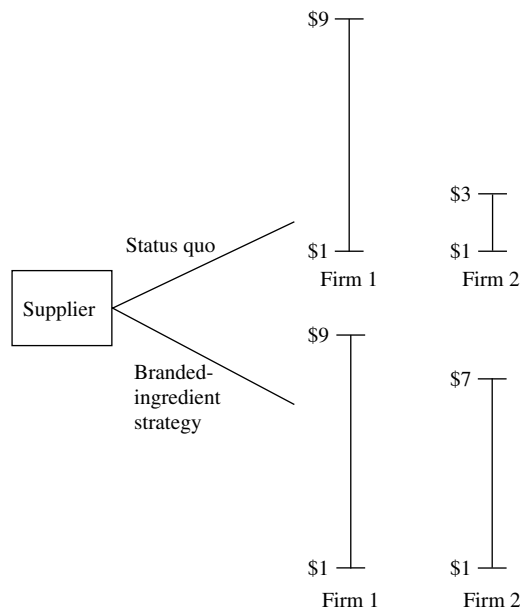 $9
$3
Status quo
$1
$1
Firm 1
Firm 2
Supplier
$9
Branded-
ingredient
strategy
$7
$1
$1
Firm 1
Firm 2